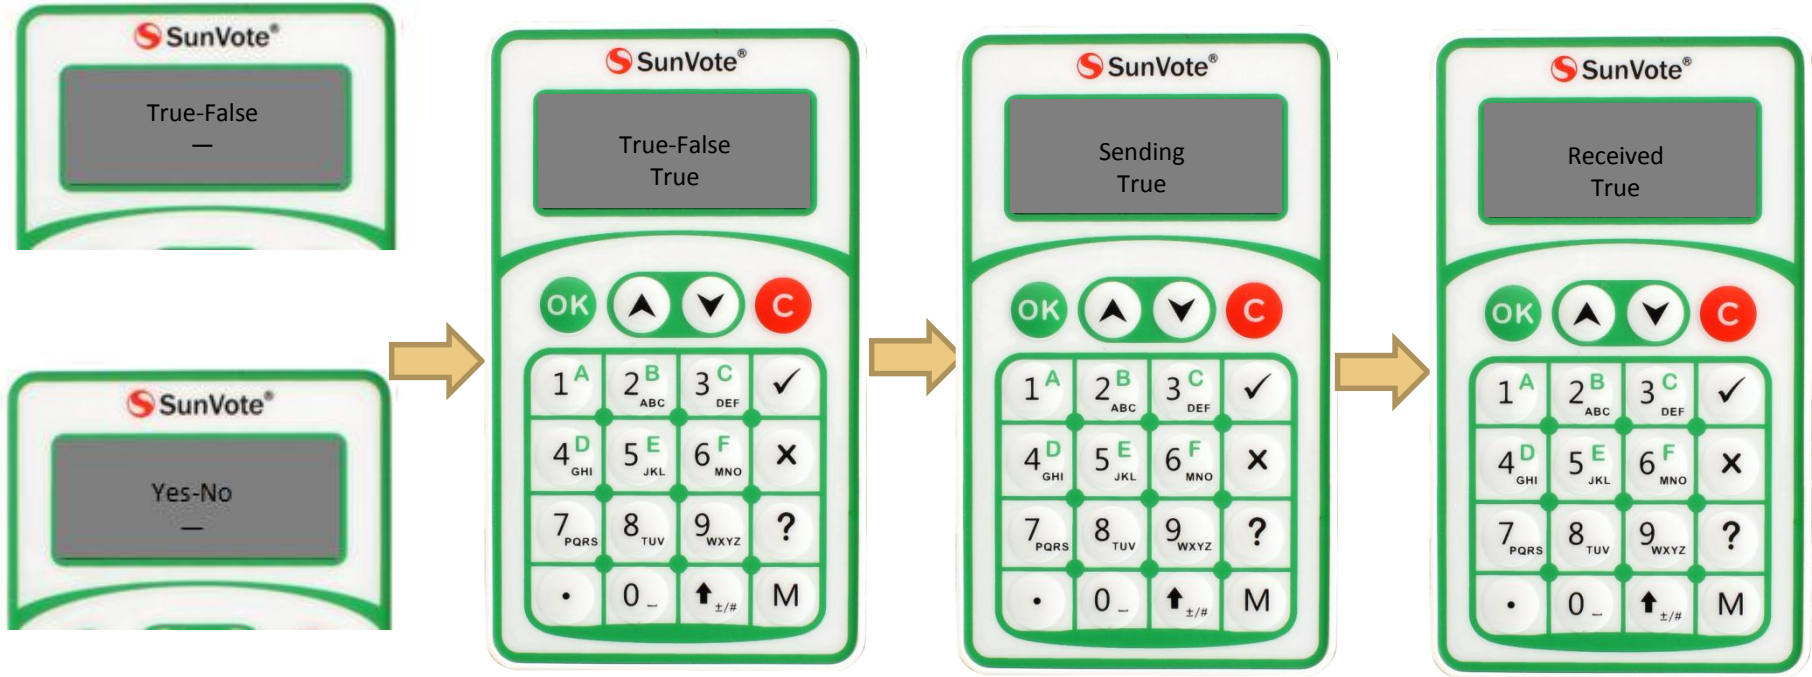 SunVote®
True-False
—
SunVote®
Yes-No
—
SunVote®
True-False
True
OK C
1 A 2 B ABC 3 C DEF ✓
4 D GHI 5 E JKL 6 F MNO ×
7 PQRS 8 TUV 9 WXYZ ?
. 0 _ ⬆ ±/# M
SunVote®
Sending
True
OK C
1 A 2 B ABC 3 C DEF ✓
4 D GHI 5 E JKL 6 F MNO ×
7 PQRS 8 TUV 9 WXYZ ?
. 0 _ ⬆ ±/# M
SunVote®
Received
True
OK C
1 A 2 B ABC 3 C DEF ✓
4 D GHI 5 E JKL 6 F MNO ×
7 PQRS 8 TUV 9 WXYZ ?
. 0 _ ⬆ ±/# M